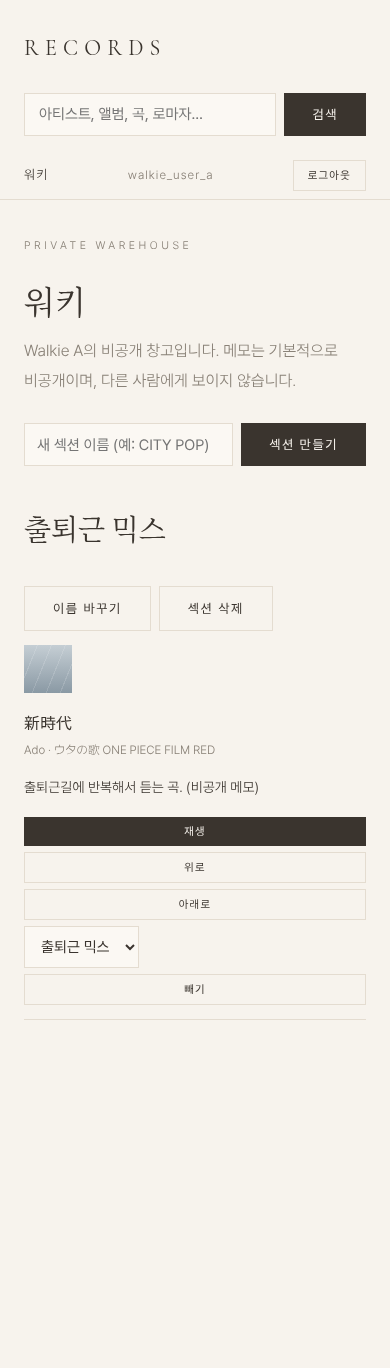 RECORDS
아티스트, 앨범, 곡, 로마자...
검색
워키
walkie_user_a
로그아웃
PRIVATE WAREHOUSE
워키
Walkie A의 비공개 창고입니다. 메모는 기본적으로
비공개이며, 다른 사람에게 보이지 않습니다.
새 섹션 이름 (예: CITY POP)
섹션 만들기
출퇴근 믹스
이름 바꾸기
섹션 삭제
新時代
Ado · ウタの歌 ONE PIECE FILM RED
출퇴근길에 반복해서 듣는 곡. (비공개 메모)
재생
위로
아래로
출퇴근 믹스
빼기